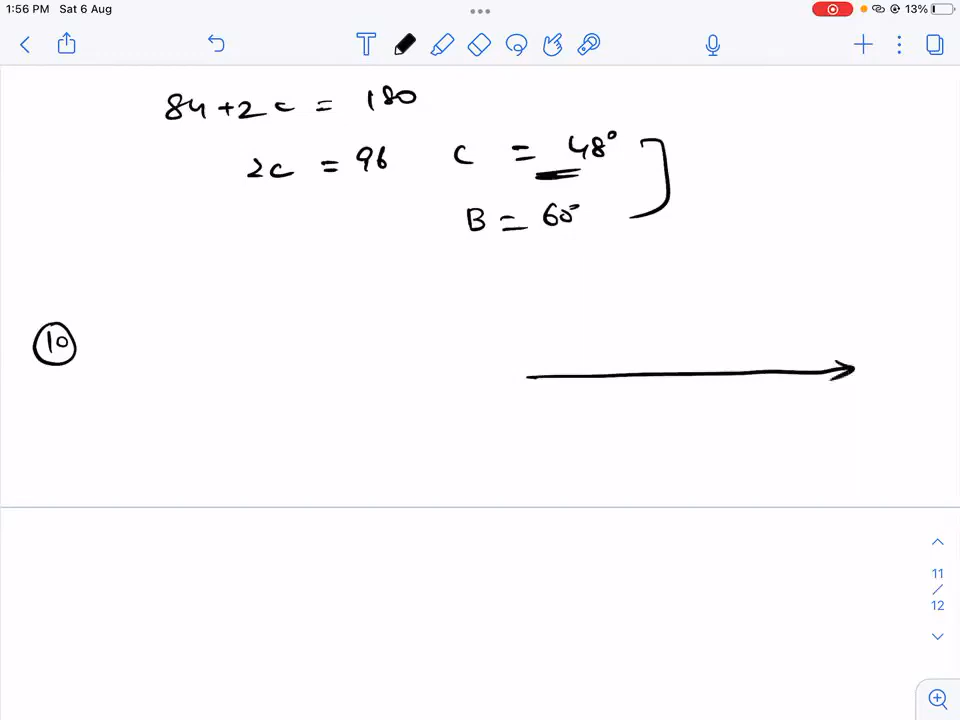 1:56 PM Sat 6 Aug 13%
T
84 + 2c = 180
2c = 96 c = 48°
B = 60°
10
11
/
12